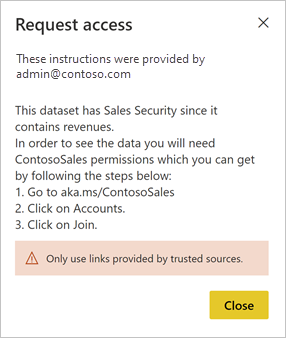 Request access
These instructions were provided by
admin@contoso.com
This dataset has Sales Security since it
contains revenues.
In order to see the data you will need
ContosoSales permissions which you can get
by following the steps below:
1. Go to aka.ms/ContosoSales
2. Click on Accounts.
3. Click on Join.
Only use links provided by trusted sources.
Close